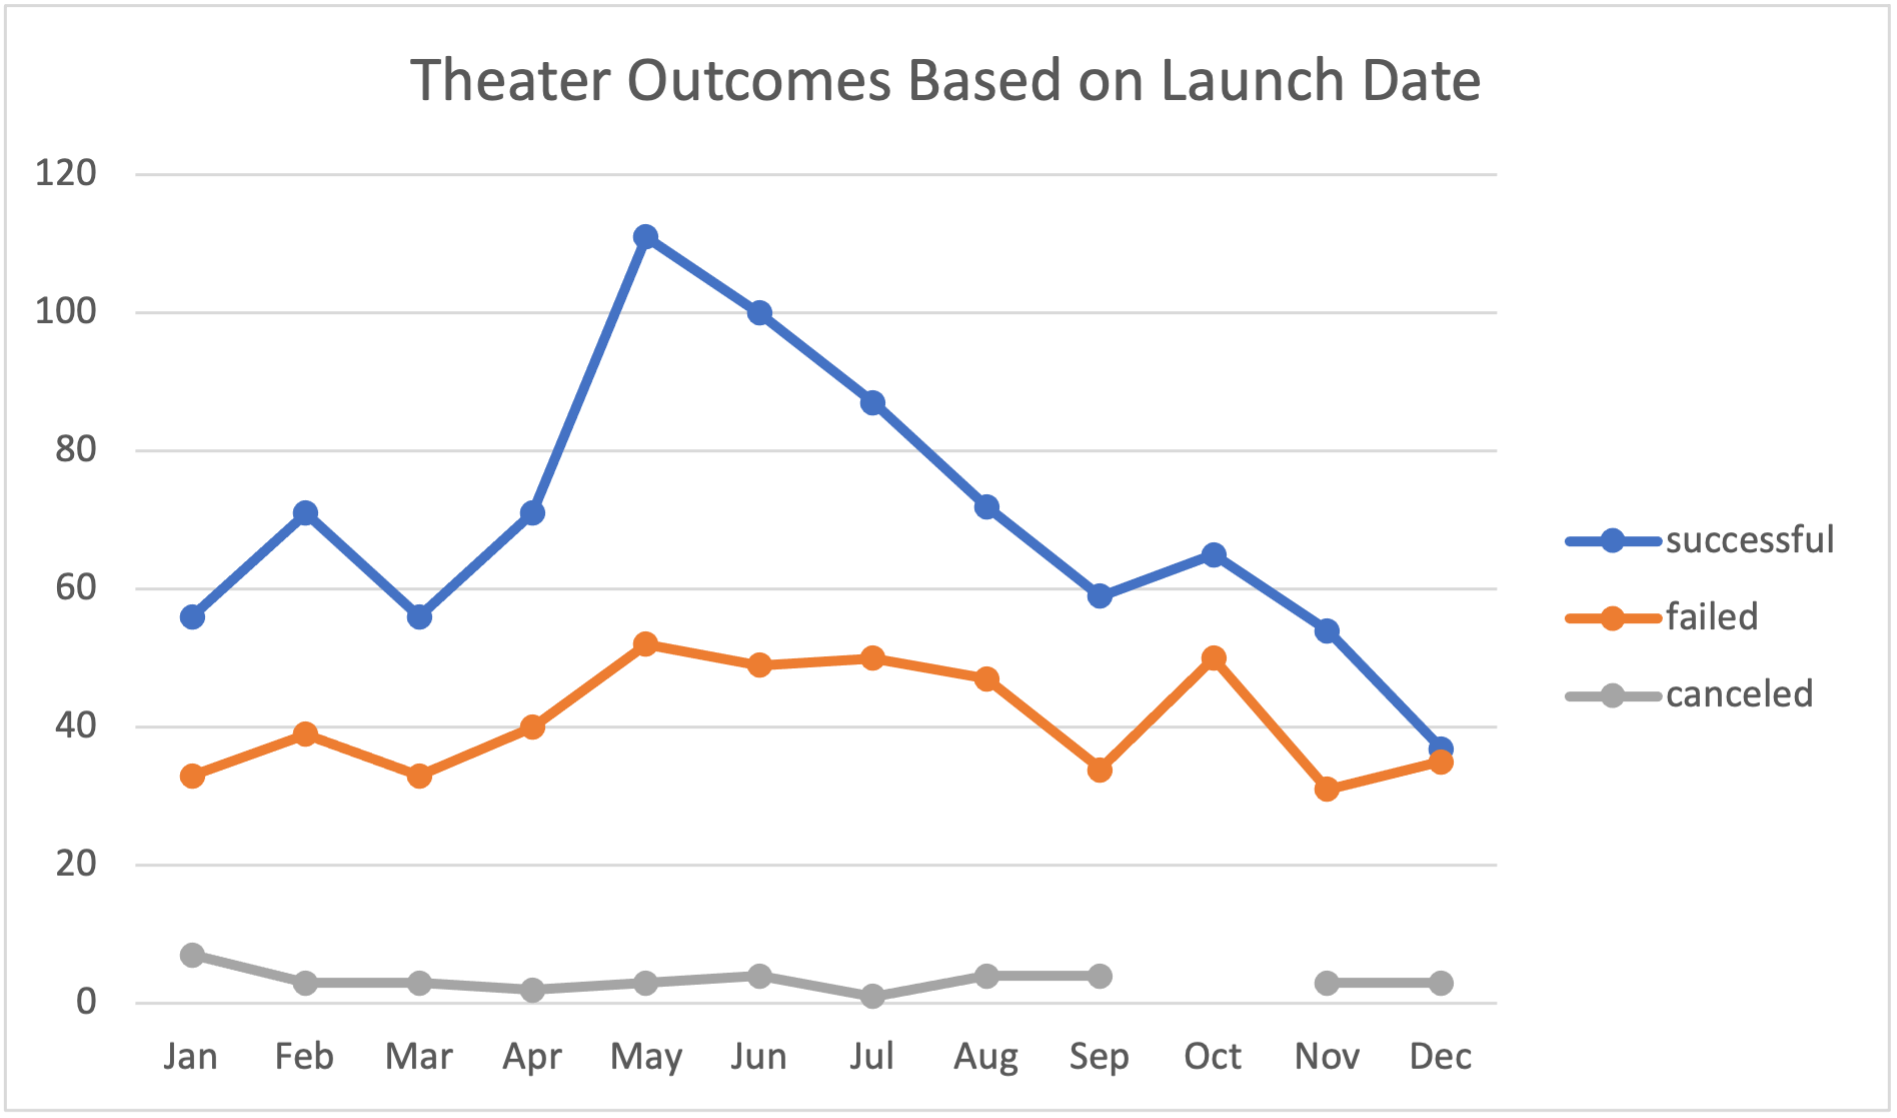 Theater Outcomes Based on Launch Date
120
100
80
60
40
20
0
Jan Feb Mar Apr May Jun Jul Aug Sep Oct Nov Dec
successful
failed
canceled